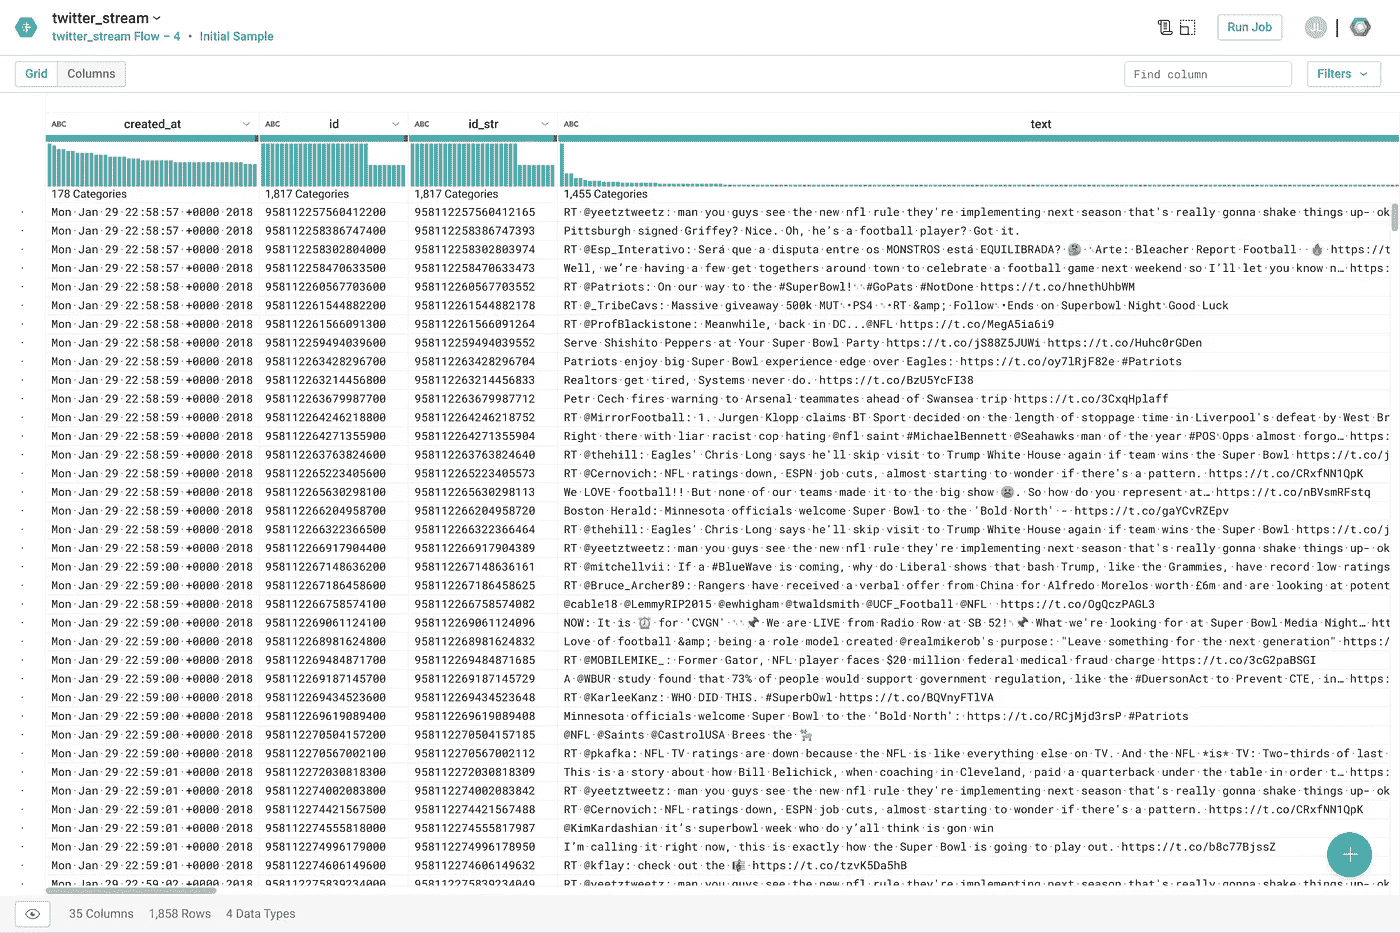 twitter_stream
twitter_stream Flow – 4 • Initial Sample
Run Job
JL
Grid Columns
Find column
Filters
ABC created_at ABC id ABC id_str ABC text
178 Categories 1,817 Categories 1,817 Categories 1,455 Categories
Mon·Jan·29·22:58:57·+0000·2018 958112257560412200 958112257560412165 RT·@yeetztweetz:·man·you·guys·see·the·new·nfl·rule·they're·implementing·next·season·that's·really·gonna·shake·things·up-·ok
Mon·Jan·29·22:58:57·+0000·2018 958112258386747400 958112258386747393 Pittsburgh·signed·Griffey?·Nice.·Oh,·he’s·a·football·player?·Got·it.
Mon·Jan·29·22:58:57·+0000·2018 958112258302804000 958112258302803974 RT·@Esp_Interativo:·Será·que·a·disputa·entre·os·MONSTROS·está·EQUILIBRADA?·🤔·Arte:·Bleacher·Report·Football··🔥·https://t
Mon·Jan·29·22:58:57·+0000·2018 958112258470633500 958112258470633473 Well,·we’re·having·a·few·get·togethers·around·town·to·celebrate·a·football·game·next·weekend·so·I’ll·let·you·know·n…·https:
Mon·Jan·29·22:58:58·+0000·2018 958112260567703600 958112260567703552 RT·@Patriots:·On·our·way·to·the·#SuperBowl!··#GoPats·#NotDone·https://t.co/hnethUhbWM
Mon·Jan·29·22:58:58·+0000·2018 958112261544882200 958112261544882178 RT·@_TribeCavs:·Massive·giveaway·500k·MUT·•PS4··•RT·&amp;·Follow·•Ends·on·Superbowl·Night·Good·Luck
Mon·Jan·29·22:58:58·+0000·2018 958112261566091300 958112261566091264 RT·@ProfBlackistone:·Meanwhile,·back·in·DC...@NFL·https://t.co/MegA5ia6i9
Mon·Jan·29·22:58:58·+0000·2018 958112259494039600 958112259494039552 Serve·Shishito·Peppers·at·Your·Super·Bowl·Party·https://t.co/jS88Z5JUWi·https://t.co/Huhc0rGDen
Mon·Jan·29·22:58:59·+0000·2018 958112263428296700 958112263428296704 Patriots·enjoy·big·Super·Bowl·experience·edge·over·Eagles:·https://t.co/oy7lRjF82e·#Patriots
Mon·Jan·29·22:58:59·+0000·2018 958112263214456800 958112263214456833 Realtors·get·tired,·Systems·never·do.·https://t.co/BzU5YcFI38
Mon·Jan·29·22:58:59·+0000·2018 958112263679987700 958112263679987712 Petr·Cech·fires·warning·to·Arsenal·teammates·ahead·of·Swansea·trip·https://t.co/3CxqHplaff
Mon·Jan·29·22:58:59·+0000·2018 958112264246218800 958112264246218752 RT·@MirrorFootball:·1.·Jurgen·Klopp·claims·BT·Sport·decided·on·the·length·of·stoppage·time·in·Liverpool's·defeat·by·West·Br
Mon·Jan·29·22:58:59·+0000·2018 958112264271355900 958112264271355904 Right·there·with·liar·racist·cop·hating·@nfl·saint·#MichaelBennett·@Seahawks·man·of·the·year·#POS·Opps·almost·forgo…·https:
Mon·Jan·29·22:58:59·+0000·2018 958112263763824600 958112263763824640 RT·@thehill:·Eagles'·Chris·Long·says·he'll·skip·visit·to·Trump·White·House·again·if·team·wins·the·Super·Bowl·https://t.co/j
Mon·Jan·29·22:58:59·+0000·2018 958112265223405600 958112265223405573 RT·@Cernovich:·NFL·ratings·down,·ESPN·job·cuts,·almost·starting·to·wonder·if·there's·a·pattern.·https://t.co/CRxfNN1QpK
Mon·Jan·29·22:58:59·+0000·2018 958112265630298100 958112265630298113 We·LOVE·football!!·But·none·of·our·teams·made·it·to·the·big·show·.·So·how·do·you·represent·at…·https://t.co/nBVsmRFstq
Mon·Jan·29·22:58:59·+0000·2018 958112266204958700 958112266204958720 Boston·Herald:·Minnesota·officials·welcome·Super·Bowl·to·the·'Bold·North'·-·https://t.co/gaYCvRZEpv
Mon·Jan·29·22:58:59·+0000·2018 958112266322366500 958112266322366464 RT·@thehill:·Eagles'·Chris·Long·says·he'll·skip·visit·to·Trump·White·House·again·if·team·wins·the·Super·Bowl·https://t.co/j
Mon·Jan·29·22:58:59·+0000·2018 958112266917904400 958112266917904389 RT·@yeetztweetz:·man·you·guys·see·the·new·nfl·rule·they're·implementing·next·season·that's·really·gonna·shake·things·up-·ok
Mon·Jan·29·22:59:00·+0000·2018 958112267148636200 958112267148636161 RT·@mitchellvii:·If·a·#BlueWave·is·coming,·why·do·Liberal·shows·that·bash·Trump,·like·the·Grammies,·have·record·low·ratings
Mon·Jan·29·22:59:00·+0000·2018 958112267186458600 958112267186458625 RT·@Bruce_Archer89:·Rangers·have·received·a·verbal·offer·from·China·for·Alfredo·Morelos·worth·£6m·and·are·looking·at·potent
Mon·Jan·29·22:59:00·+0000·2018 958112266758574100 958112266758574082 @cable18·@LemmyRIP2015·@ewhigham·@twaldsmith·@UCF_Football·@NFL··https://t.co/OgQczPAGL3
Mon·Jan·29·22:59:00·+0000·2018 958112269061124100 958112269061124096 NOW:·It·is·⏰·for·'CVGN'··📌·We·are·LIVE·from·Radio·Row·at·SB·52!·📌·What·we're·looking·for·at·Super·Bowl·Media·Night…·htt
Mon·Jan·29·22:59:00·+0000·2018 958112268981624800 958112268981624832 Love·of·football·&amp;·being·a·role·model·created·@realmikerob's·purpose:·"Leave·something·for·the·next·generation"·https:/
Mon·Jan·29·22:59:00·+0000·2018 958112269484871700 958112269484871685 RT·@MOBILEMIKE_:·Former·Gator,·NFL·player·faces·$20·million·federal·medical·fraud·charge·https://t.co/3cG2paBSGI
Mon·Jan·29·22:59:00·+0000·2018 958112269187145700 958112269187145729 A·@WBUR·study·found·that·73%·of·people·would·support·government·regulation,·like·the·#DuersonAct·to·Prevent·CTE,·in…·https:
Mon·Jan·29·22:59:00·+0000·2018 958112269434523600 958112269434523648 RT·@KarleeKanz:·WHO·DID·THIS.·#SuperbOwl·https://t.co/BQVnyFTlVA
Mon·Jan·29·22:59:00·+0000·2018 958112269619089400 958112269619089408 Minnesota·officials·welcome·Super·Bowl·to·the·'Bold·North':·https://t.co/RCjMjd3rsP·#Patriots
Mon·Jan·29·22:59:00·+0000·2018 958112270504157200 958112270504157185 @NFL·@Saints·@CastrolUSA·Brees·the·🐐
Mon·Jan·29·22:59:01·+0000·2018 958112270567002100 958112270567002112 RT·@pkafka:·NFL·TV·ratings·are·down·because·the·NFL·is·like·everything·else·on·TV.·And·the·NFL·*is*·TV:·Two-thirds·of·last
Mon·Jan·29·22:59:01·+0000·2018 958112272030818300 958112272030818309 This·is·a·story·about·how·Bill·Belichick,·when·coaching·in·Cleveland,·paid·a·quarterback·under·the·table·in·order·t…·https:
Mon·Jan·29·22:59:01·+0000·2018 958112274002083800 958112274002083842 RT·@yeetztweetz:·man·you·guys·see·the·new·nfl·rule·they're·implementing·next·season·that's·really·gonna·shake·things·up-·ok
Mon·Jan·29·22:59:01·+0000·2018 958112274421567500 958112274421567488 RT·@Cernovich:·NFL·ratings·down,·ESPN·job·cuts,·almost·starting·to·wonder·if·there's·a·pattern.·https://t.co/CRxfNN1QpK
Mon·Jan·29·22:59:01·+0000·2018 958112274555818000 958112274555817987 @KimKardashian·it’s·superbowl·week·who·do·y’all·think·is·gon·win
Mon·Jan·29·22:59:01·+0000·2018 958112274996179000 958112274996178950 I’m·calling·it·right·now,·this·is·exactly·how·the·Super·Bowl·is·going·to·play·out.·https://t.co/b8c77BjssZ
Mon·Jan·29·22:59:01·+0000·2018 958112274606149600 958112274606149632 RT·@kflay:·check·out·the·🎼·https://t.co/tzvK5Da5hB
Mon·Jan·29·22:59:02·+0000·2018 958112275839234000 958112275839234049 RT·@yeetztweetz:·man·you·guys·see·the·new·nfl·rule·they're·implementing·next·season·that's·really·gonna·shake·things·up-·ok
35 Columns 1,858 Rows 4 Data Types